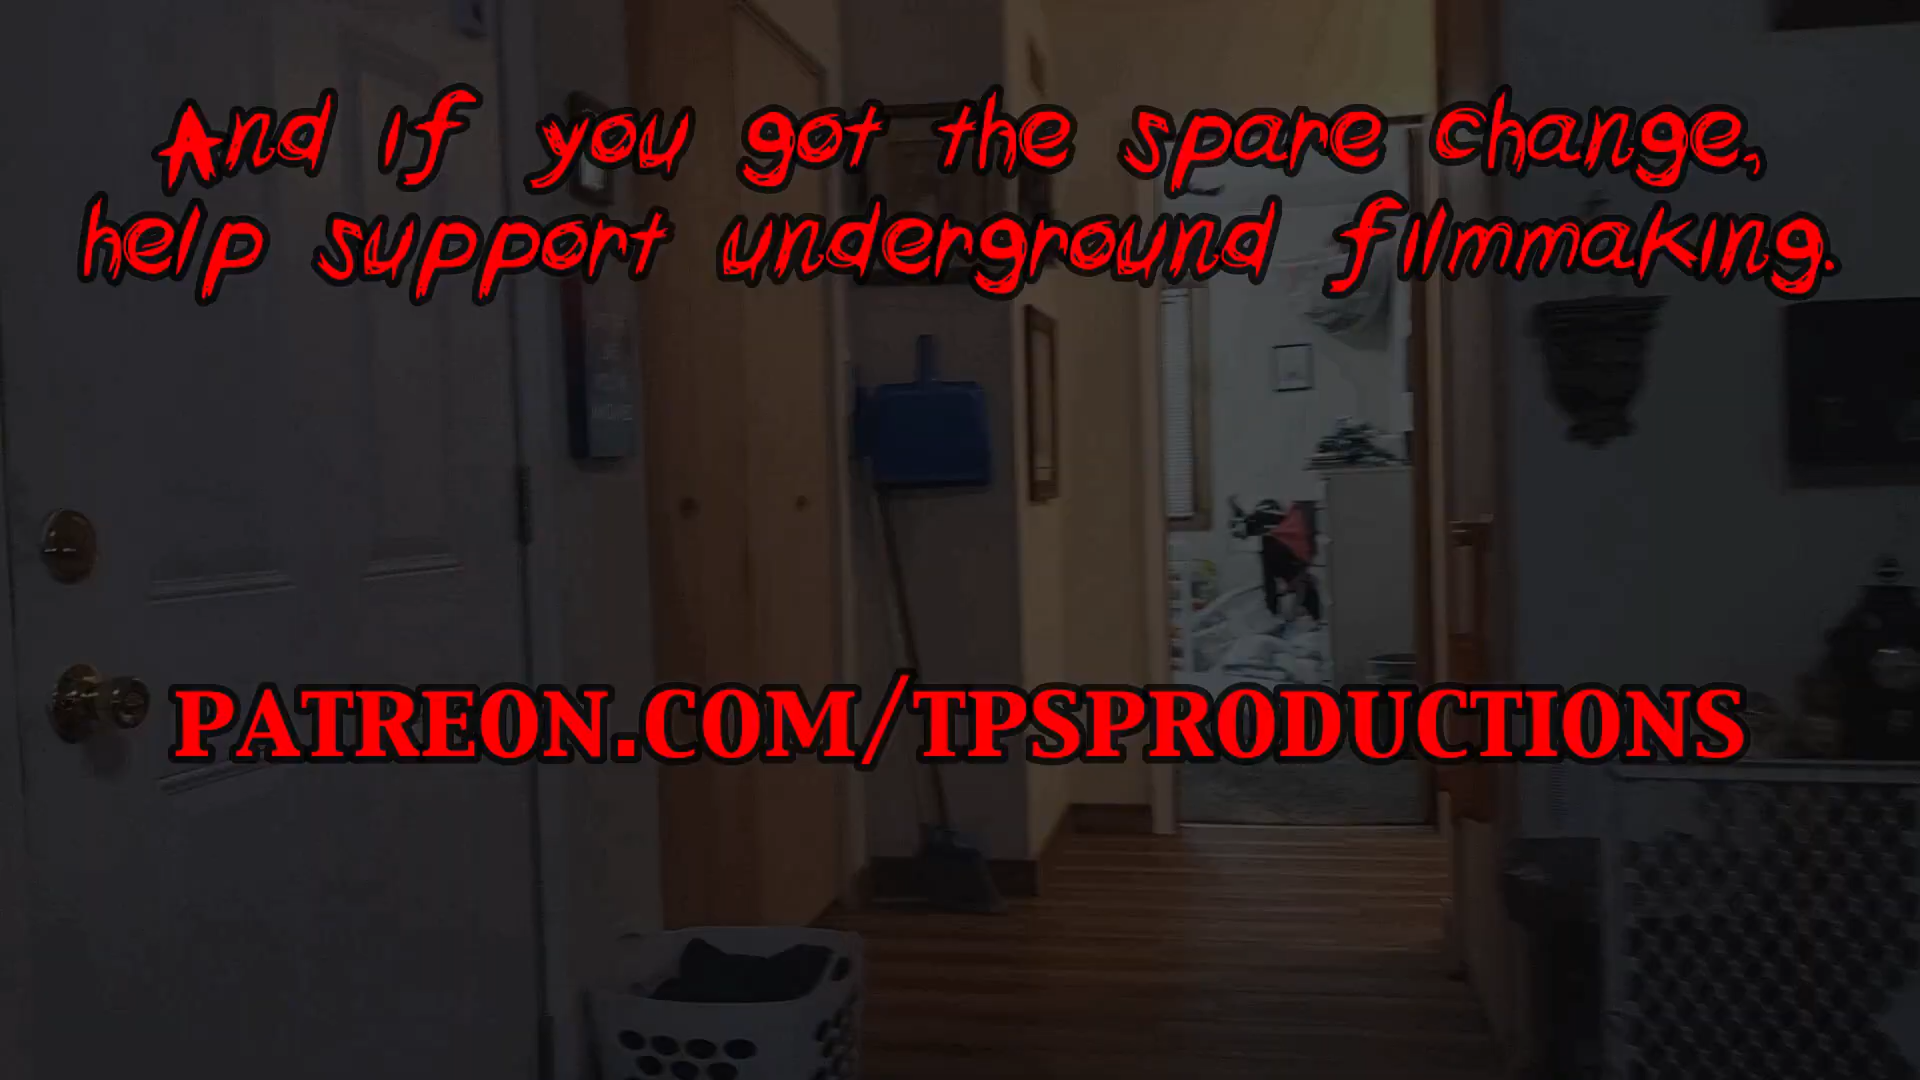 And if you got the spare change,
help support underground filmmaking.
PATREON.COM/TPSPRODUCTIONS